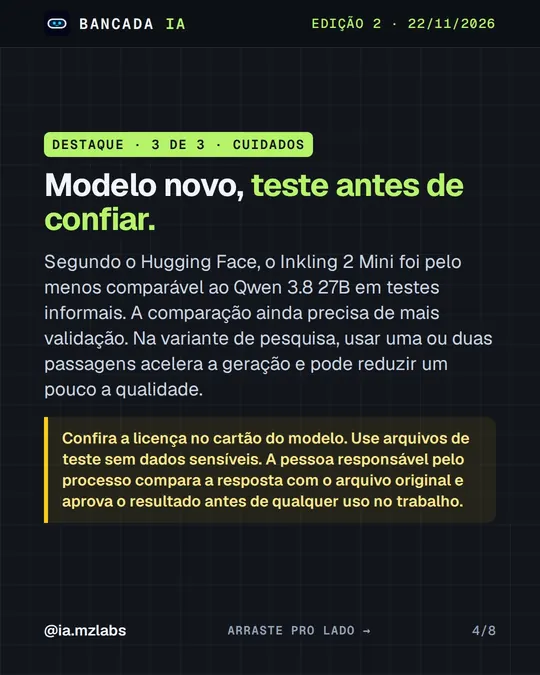 BANCADA IA
EDIÇÃO 2 · 22/11/2026
DESTAQUE · 3 DE 3 · CUIDADOS
Modelo novo, teste antes de
confiar.
Segundo o Hugging Face, o Inkling 2 Mini foi pelo
menos comparável ao Qwen 3.8 27B em testes
informais. A comparação ainda precisa de mais
validação. Na variante de pesquisa, usar uma ou duas
passagens acelera a geração e pode reduzir um
pouco a qualidade.
Confira a licença no cartão do modelo. Use arquivos de
teste sem dados sensíveis. A pessoa responsável pelo
processo compara a resposta com o arquivo original e
aprova o resultado antes de qualquer uso no trabalho.
@ia.mzlabs
ARRASTE PRO LADO →
4/8